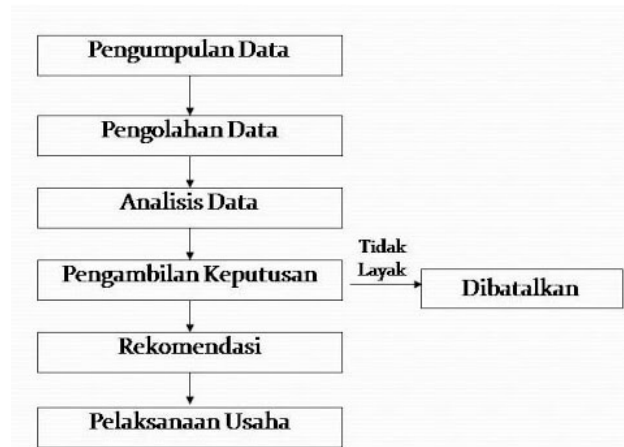 Pengumpulan Data
Pengolahan Data
Analisis Data
Pengambilan Keputusan
Tidak
Layak
Dibatalkan
Rekomendasi
Pelaksanaan Usaha